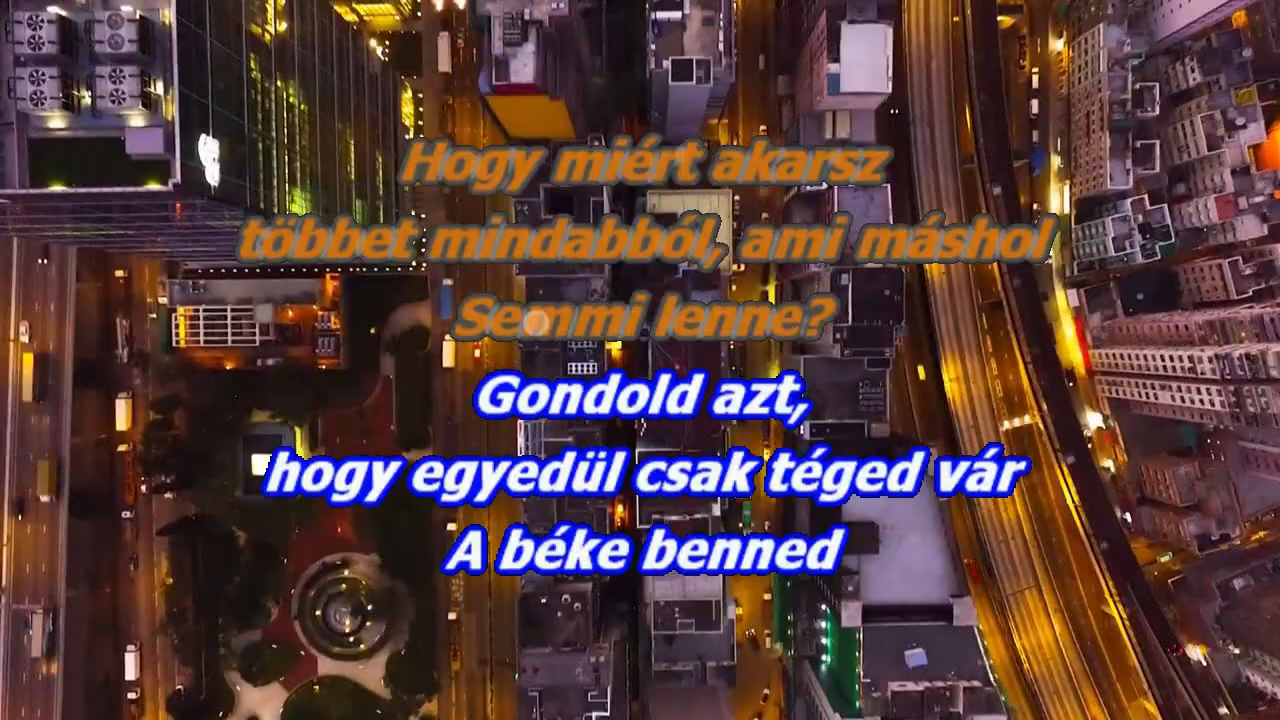 Hogy miért akarsz
többet mindabból, ami máshol
Semmi lenne?
Gondold azt,
hogy egyedül csak téged vár
A béke benned